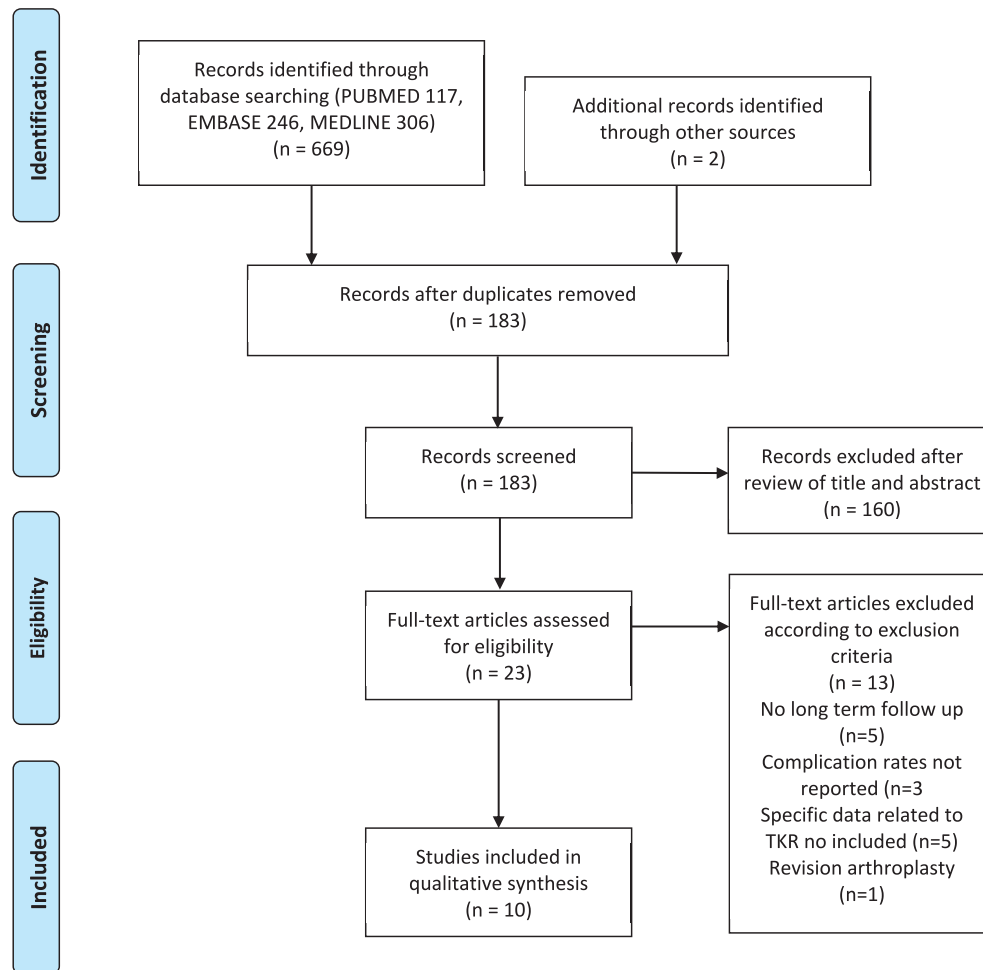 Identification
Records identified through
database searching (PUBMED 117,
EMBASE 246, MEDLINE 306)
(n = 669)
Additional records identified
through other sources
(n = 2)
Screening
Records after duplicates removed
(n = 183)
Records screened
(n = 183)
Records excluded after
review of title and abstract
(n = 160)
Eligibility
Full-text articles assessed
for eligibility
(n = 23)
Full-text articles excluded
according to exclusion
criteria
(n = 13)
No long term follow up
(n=5)
Complication rates not
reported (n=3
Specific data related to
TKR no included (n=5)
Revision arthroplasty
(n=1)
Included
Studies included in
qualitative synthesis
(n = 10)